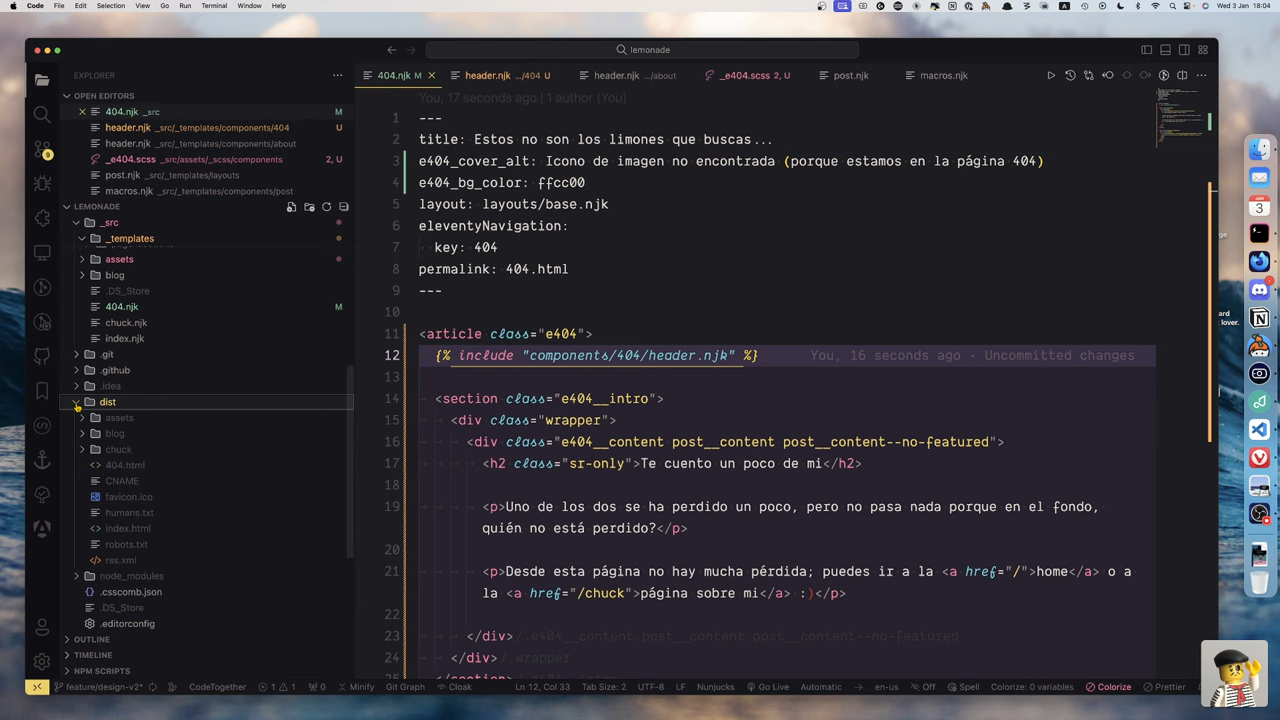 Code File Edit Selection View Go Run Terminal Window Help
Wed 3 Jan 18:04
lemonade
EXPLORER
404.njk M
header.njk .../404 U
header.njk .../about
_e404.scss 2, U
post.njk
macros.njk
OPEN EDITORS
404.njk _src M
header.njk _src/_templates/components/404 U
header.njk _src/_templates/components/about
_e404.scss _src/assets/_scss/components 2, U
post.njk _src/_templates/layouts
macros.njk _src/_templates/components/post
LEMONADE
_src
_templates
assets
blog
.DS_Store
404.njk M
chuck.njk
index.njk
.git
.github
.idea
dist
assets
blog
chuck
404.html
CNAME
favicon.ico
humans.txt
index.html
robots.txt
rss.xml
node_modules
.csscomb.json
.DS_Store
.editorconfig
OUTLINE
TIMELINE
NPM SCRIPTS
You, 17 seconds ago | 1 author (You)
1 ---
2 title: Estos no son los limones que buscas...
3 e404_cover_alt: Icono de imagen no encontrada (porque estamos en la página 404)
4 e404_bg_color: ffcc00
5 layout: layouts/base.njk
6 eleventyNavigation:
7 key: 404
8 permalink: 404.html
9 ---
10
11 <article class="e404">
12 {% include "components/404/header.njk" %} You, 16 seconds ago · Uncommitted changes
13
14 <section class="e404__intro">
15 <div class="wrapper">
16 <div class="e404__content post__content post__content--no-featured">
17 <h2 class="sr-only">Te cuento un poco de mi</h2>
18
19 <p>Uno de los dos se ha perdido un poco, pero no pasa nada porque en el fondo,
quién no está perdido?</p>
20
21 <p>Desde esta página no hay mucha pérdida; puedes ir a la <a href="/">home</a> o a
la <a href="/chuck">página sobre mi</a> :)</p>
22
23 </div>/.e404__content.post__content.post__content--no-featured
24 </div>/.wrapper
9
feature/design-v2* CodeTogether 1 1 0 Minify Git Graph Cloak Ln 12, Col 33 Tab Size: 2 UTF-8 LF Nunjucks Go Live Automatic en-us Off Spell Colorize: 0 variables Colorize Prettier